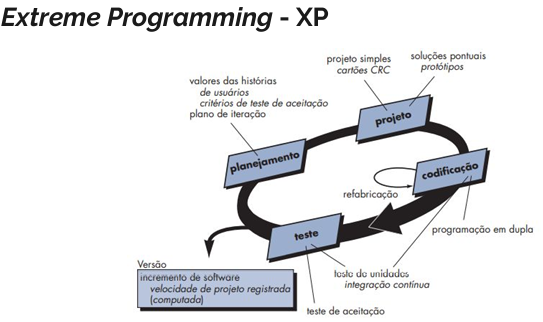 Extreme Programming - XP
projeto simples
cartões CRC
soluções pontuais
protótipos
valores das histórias
de usuários
critérios de teste de aceitação
plano de iteração
projeto
planejamento
codificação
refabricação
programação em dupla
teste
Versão
incremento de software
velocidade de projeto registrada
(computada)
teste de unidades
integração contínua
teste de aceitação